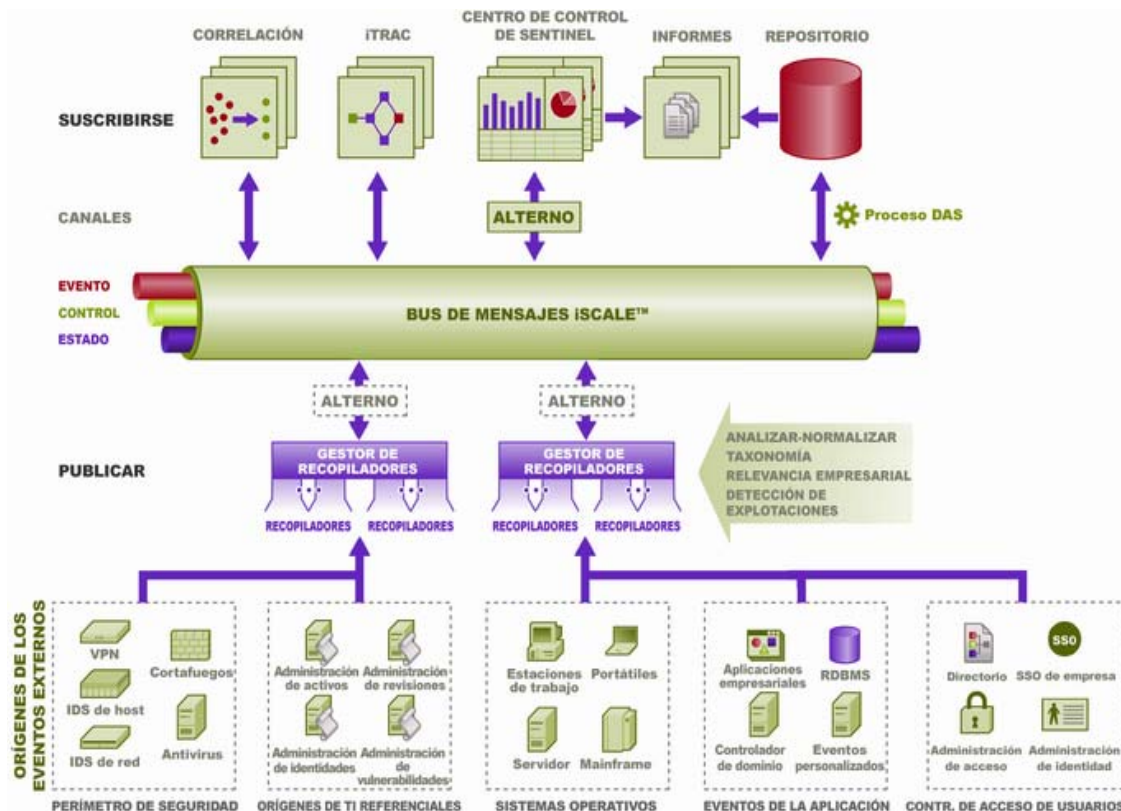 CORRELACIÓN
iTRAC
CENTRO DE CONTROL
DE SENTINEL
INFORMES
REPOSITORIO
SUSCRIBIRSE
CANALES
ALTERNO
Proceso DAS
EVENTO
CONTROL
ESTADO
BUS DE MENSAJES iSCALE™
ALTERNO
ALTERNO
PUBLICAR
GESTOR DE
RECOPILADORES
RECOPILADORES
RECOPILADORES
GESTOR DE
RECOPILADORES
RECOPILADORES
RECOPILADORES
ANALIZAR-NORMALIZAR
TAXONOMÍA
RELEVANCIA EMPRESARIAL
DETECCIÓN DE
EXPLOTACIONES
ORÍGENES DE LOS
EVENTOS EXTERNOS
VPN
Cortafuegos
IDS de host
IDS de red
Antivirus
PERÍMETRO DE SEGURIDAD
Administración
de activos
Administración
de revisiones
Administración
de identidades
Administración
de
vulnerabilidades
ORÍGENES DE TI REFERENCIALES
Estaciones
de trabajo
Portátiles
Servidor
Mainframe
SISTEMAS OPERATIVOS
Aplicaciones
empresariales
RDBMS
Controlador
de dominio
Eventos
personalizados
EVENTOS DE LA APLICACIÓN
Directorio
SSO
SSO de empresa
Administración
de acceso
Administración
de identidad
CONTR. DE ACCESO DE USUARIOS